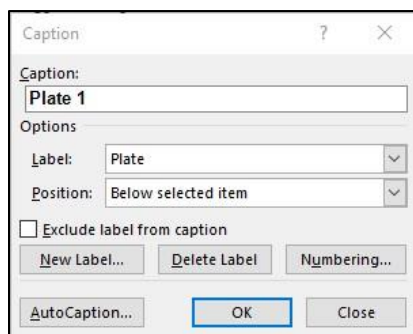 Caption
?
Caption:
Plate 1
Options
Label: Plate
Position: Below selected item
Exclude label from caption
New Label... Delete Label Numbering...
AutoCaption... OK Close